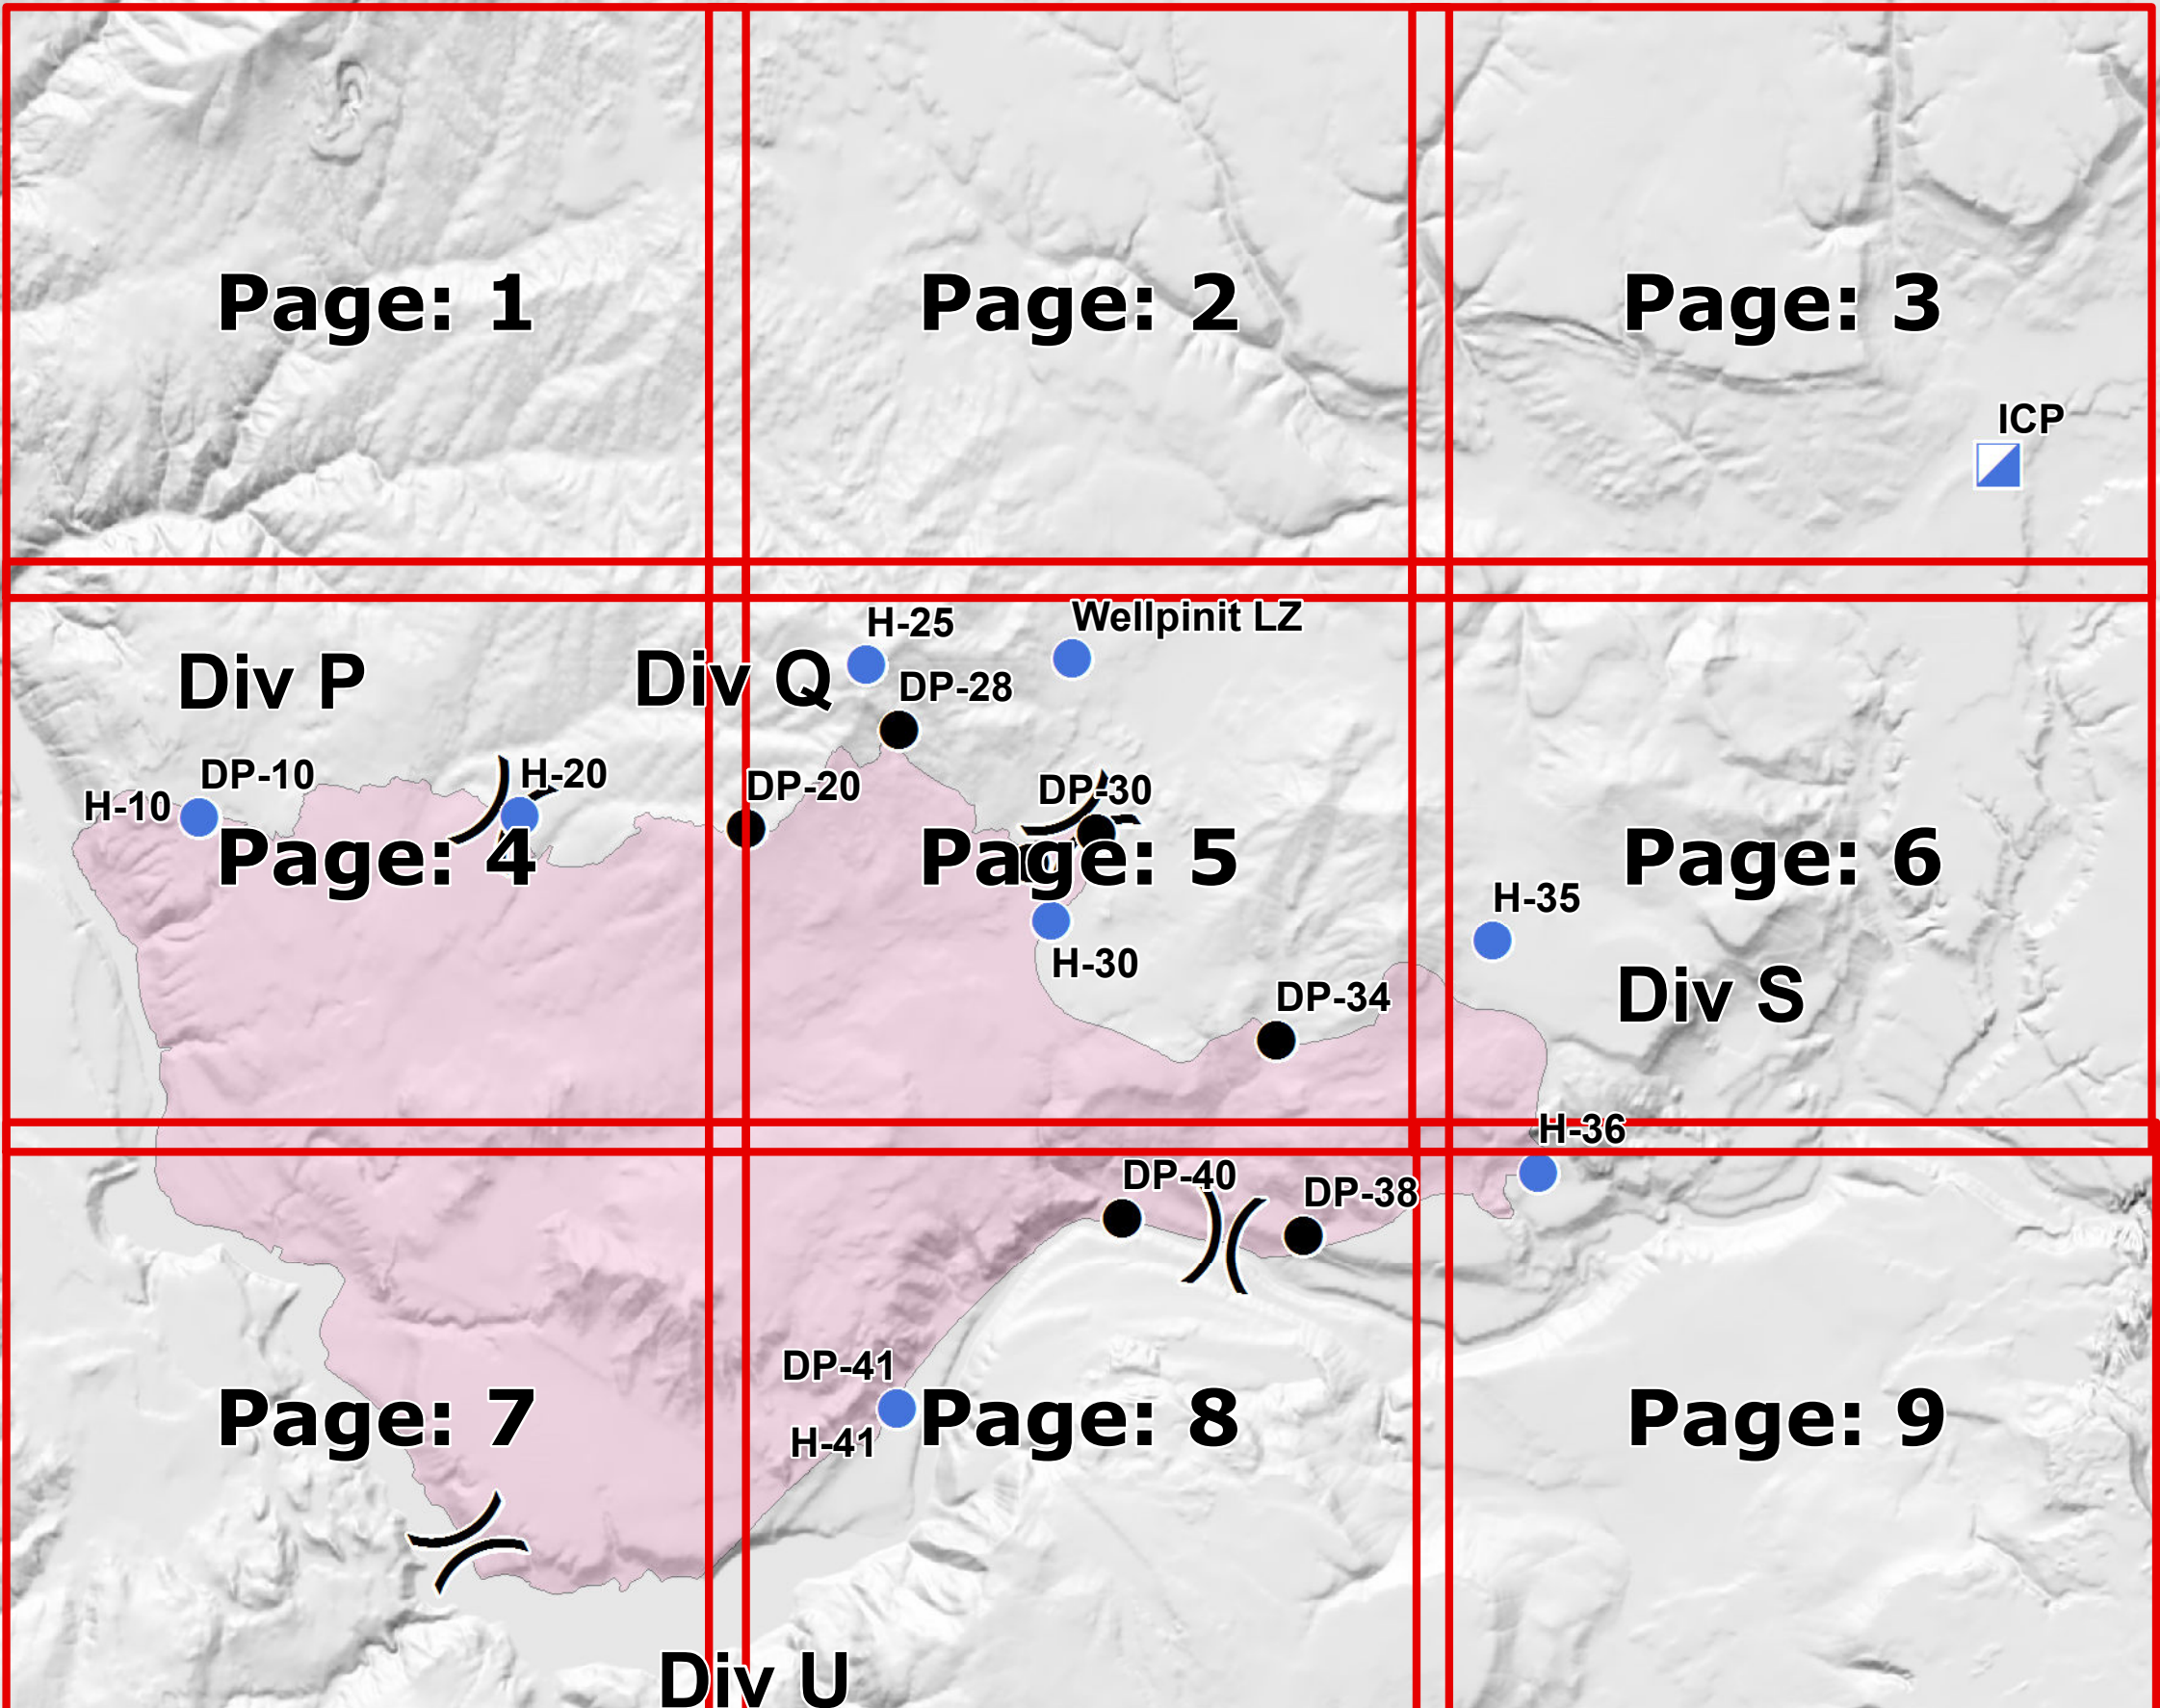 Page: 1
Page: 2
Page: 3
ICP
H-25
Wellpinit LZ
Div P
Div Q
DP-28
DP-10
H-20
DP-20
DP-30
H-10
Page: 4
Page: 5
Page: 6
H-35
H-30
Div S
DP-34
H-36
DP-40
DP-38
DP-41
Page: 7
Page: 8
Page: 9
H-41
Div U